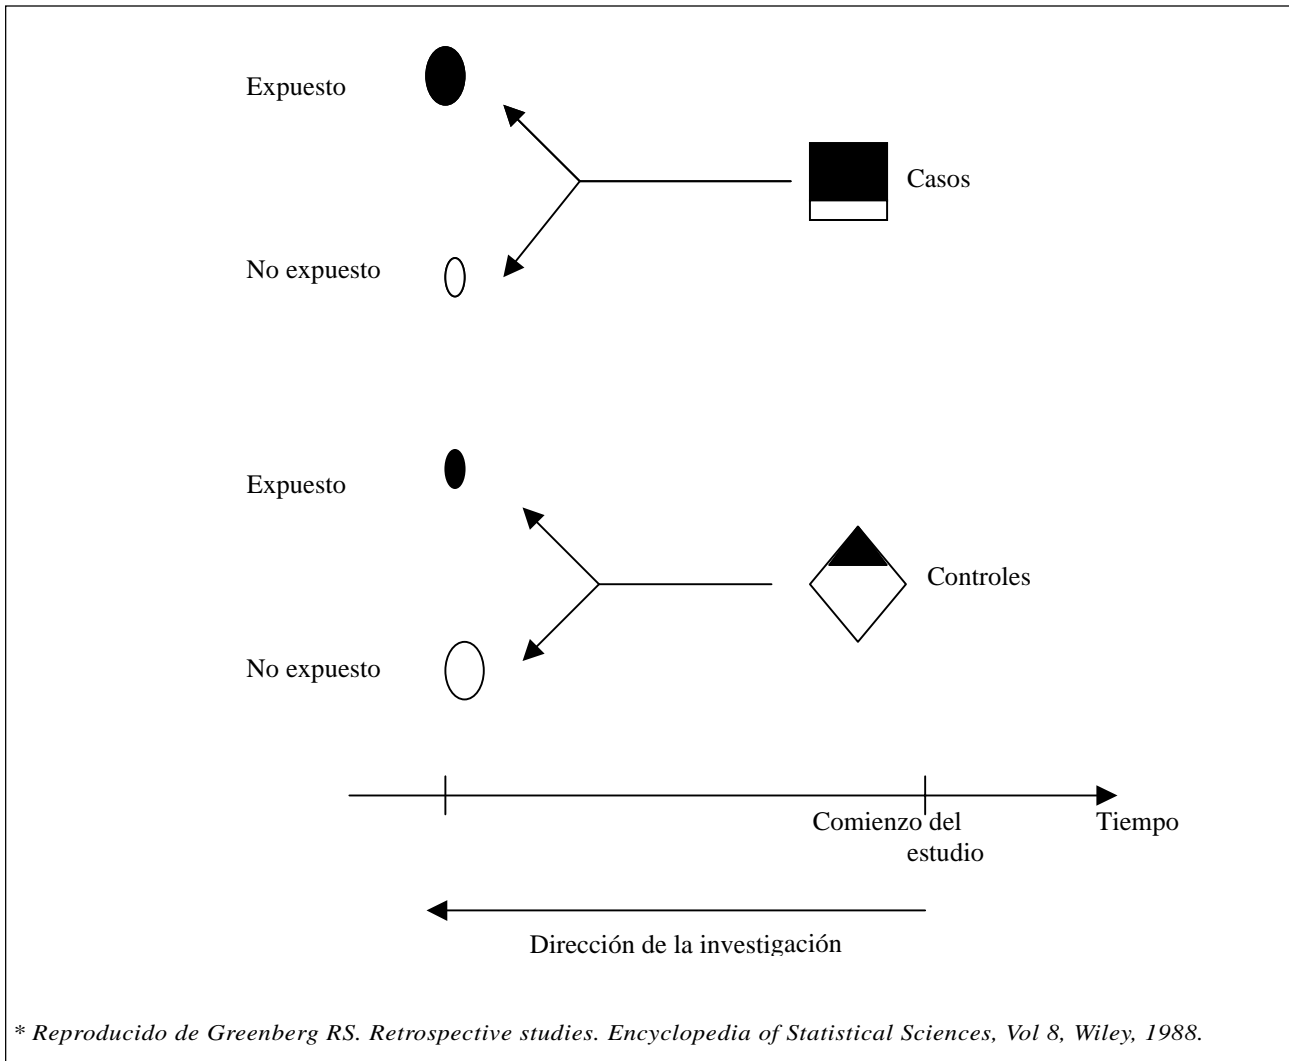 Expuesto
Casos
No expuesto
Expuesto
Controles
No expuesto
Comienzo del
estudio
Tiempo
Dirección de la investigación
* Reproducido de Greenberg RS. Retrospective studies. Encyclopedia of Statistical Sciences, Vol 8, Wiley, 1988.